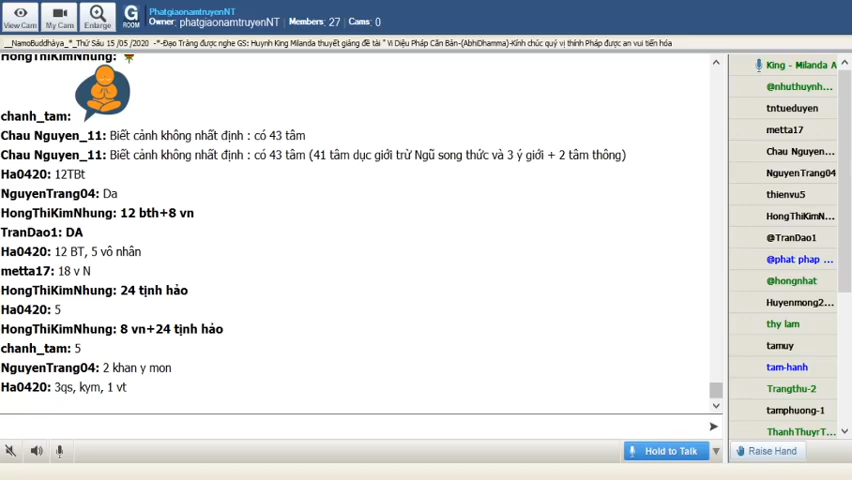 PhatgiaonamtruyenNT
Owner: phatgiaonamtruyenNT Members: 27 Cams: 0
View Cam My Cam Enlarge G ROOM
__NamoBuddhàya_*_Thứ Sáu 15 /05 /2020 -*-Đạo Tràng được nghe GS: Huynh King Milanda thuyết giảng đề tài " Vi Diệu Pháp Căn Bản-(AbhiDhamma)-Kính chúc quý vị thính Pháp được an vui tiến hóa
HongThiKimNhung:
chanh_tam:
Chau Nguyen_11: Biết cảnh không nhất định : có 43 tâm
Chau Nguyen_11: Biết cảnh không nhất định : có 43 tâm (41 tâm dục giới trừ Ngũ song thức và 3 ý giới + 2 tâm thông)
Ha0420: 12TBt
NguyenTrang04: Da
HongThiKimNhung: 12 bth+8 vn
TranDao1: DA
Ha0420: 12 BT, 5 vô nhân
metta17: 18 v N
HongThiKimNhung: 24 tịnh hảo
Ha0420: 5
HongThiKimNhung: 8 vn+24 tịnh hảo
chanh_tam: 5
NguyenTrang04: 2 khan y mon
Ha0420: 3qs, kym, 1 vt
Hold to Talk
King - Milanda A
@nhuthuynh...
tntueduyen
metta17
Chau Nguyen...
NguyenTrang04
thienvu5
HongThiKimN...
@TranDao1
@phat phap ...
@hongnhat
Huyenmong2...
thy lam
tamuy
tam-hanh
Trangthu-2
tamphuong-1
ThanhThuyrT...
Raise Hand